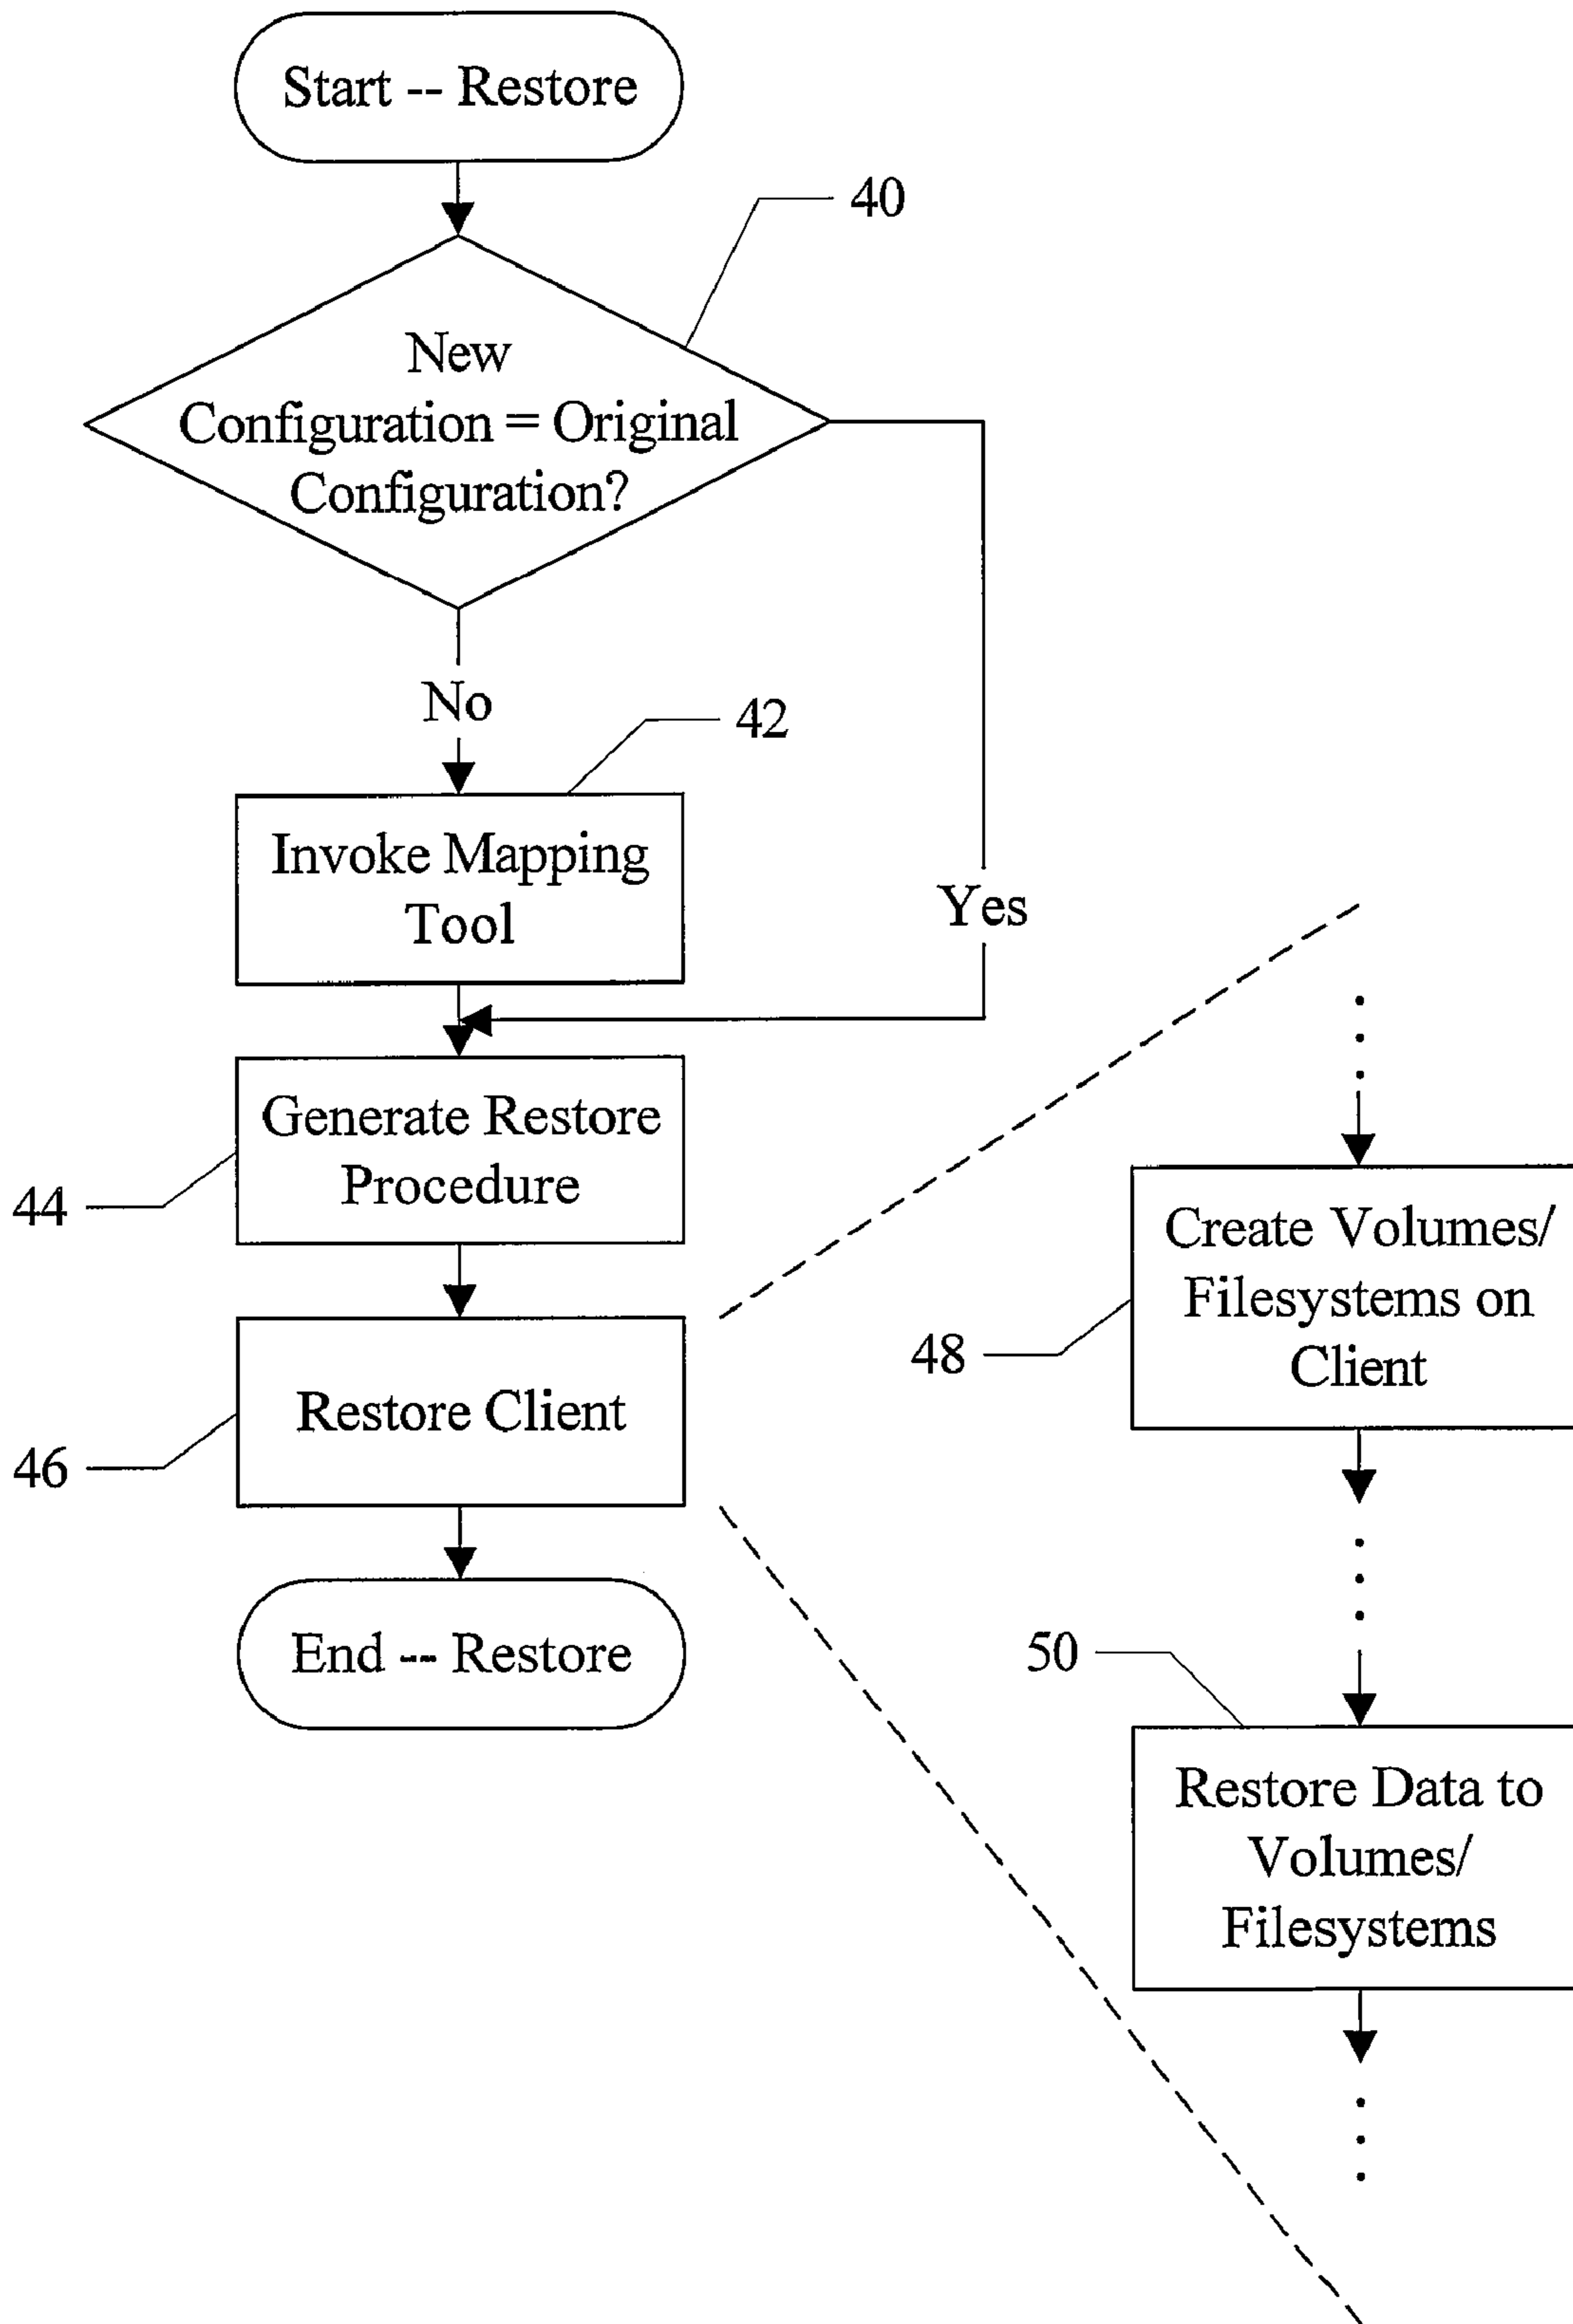 Start -- Restore
40
New
Configuration = Original
Configuration?
No
42
Invoke Mapping
Tool
Yes
Generate Restore
Procedure
44
Restore Client
46
End -- Restore
Create Volumes/
Filesystems on
Client
48
50
Restore Data to
Volumes/
Filesystems